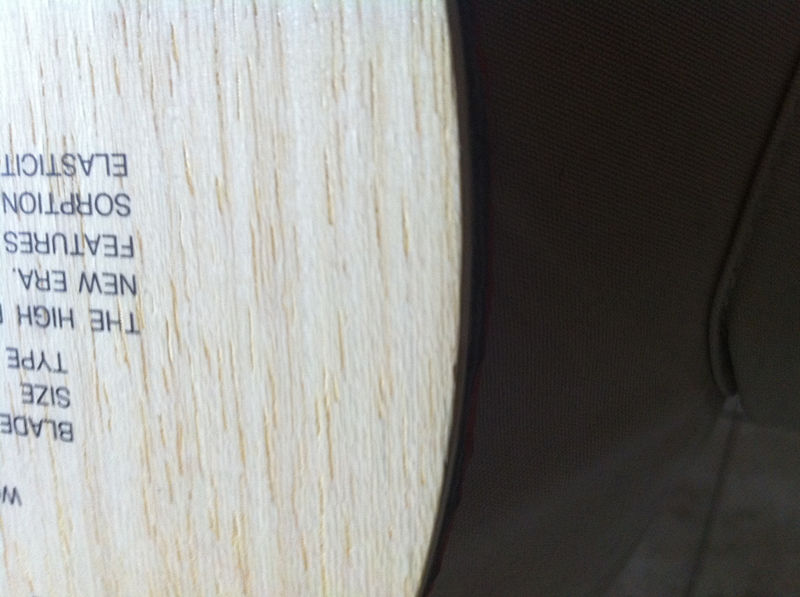 W
BLADE
SIZE
TYPE
THE HIGH
NEW ERA.
FEATURES
SORPTION
ELASTICIT